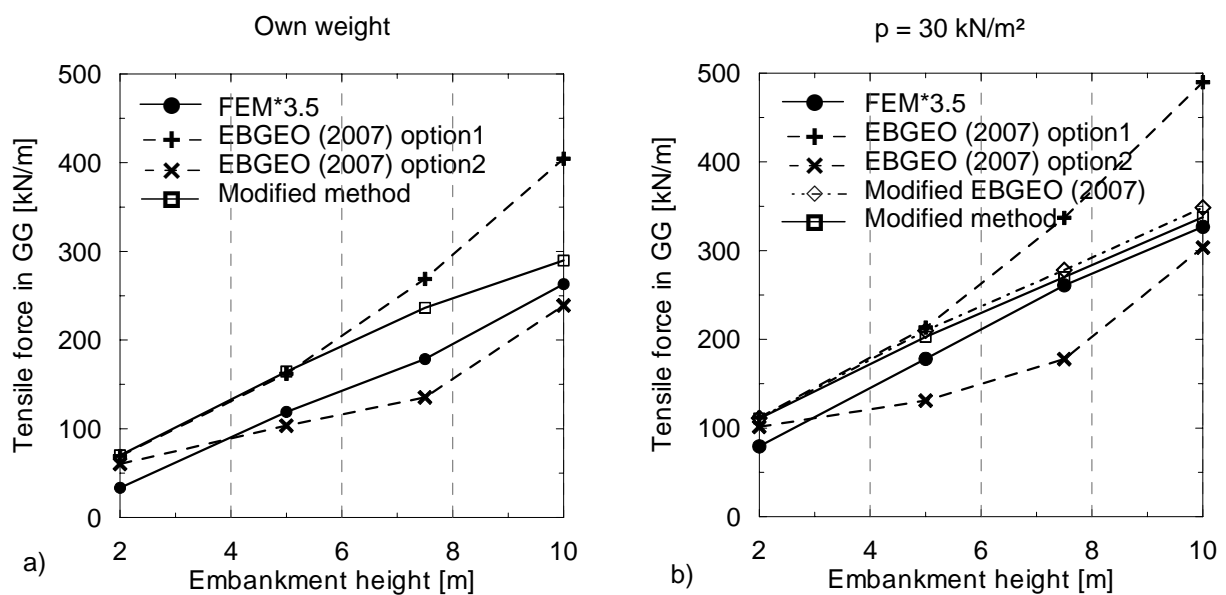 Own weight
500
400
300
200
100
0
Tensile force in GG [kN/m]
FEM*3.5
EBGEO (2007) option1
EBGEO (2007) option2
Modified method
2 4 6 8 10
Embankment height [m]
a)
p = 30 kN/m²
500
400
300
200
100
0
Tensile force in GG [kN/m]
FEM*3.5
EBGEO (2007) option1
EBGEO (2007) option2
Modified EBGEO (2007)
Modified method
2 4 6 8 10
Embankment height [m]
b)